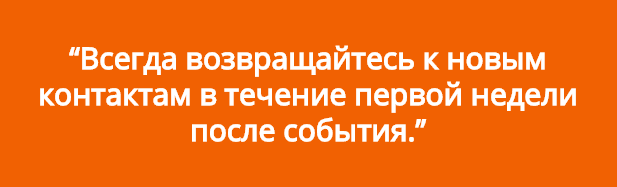 “Всегда возвращайтесь к новым
контактам в течение первой недели
после события.”